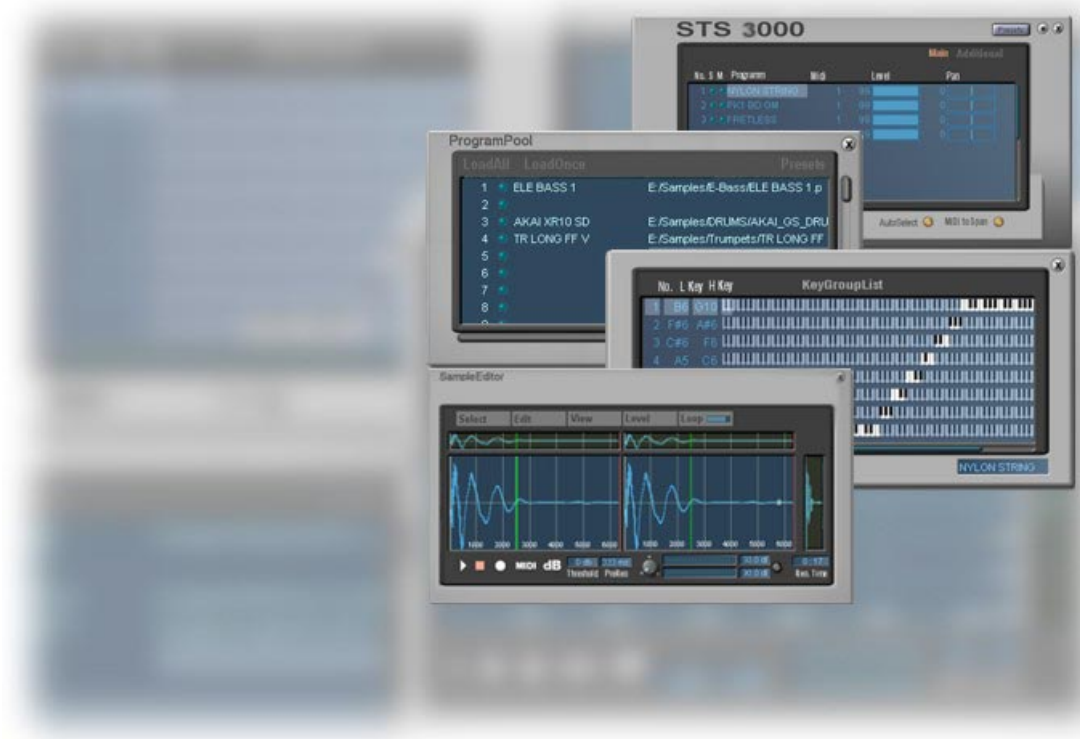 STS 3000
Presets
Main Additional
No. S M Programm Midi Level Pan
1 NYLON STRING 1 99 0
2 PK1 BD GM 1 99 0
3 FRETLESS 1 99 0
AutoSelect MIDI to Span
ProgramPool
LoadAll LoadOnce Presets
1 ELE BASS 1 E:/Samples/E-Bass/ELE BASS 1.p
2
3 AKAI XR10 SD E:/Samples/DRUMS/AKAI_GS_DRU
4 TR LONG FF V E:/Samples/Trumpets/TR LONG FF
5
6
7
8
9
No. L Key H Key KeyGroupList
1 B6 G10
2 F#6 A#6
3 C#6 F6
4 A5 C6
NYLON STRING
SampleEditor
Select Edit View Level Loop
1000 2000 3000 4000 5000 6000 1000 2000 3000 4000 5000 6000
MIDI dB
Threshold PreRec Rec. Time